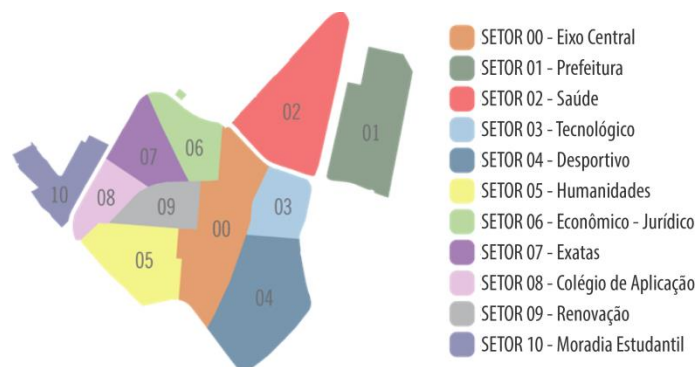 02
01
06
07
10
08
09
03
00
05
04
SETOR 00 - Eixo Central
SETOR 01 - Prefeitura
SETOR 02 - Saúde
SETOR 03 - Tecnológico
SETOR 04 - Desportivo
SETOR 05 - Humanidades
SETOR 06 - Econômico - Jurídico
SETOR 07 - Exatas
SETOR 08 - Colégio de Aplicação
SETOR 09 - Renovação
SETOR 10 - Moradia Estudantil